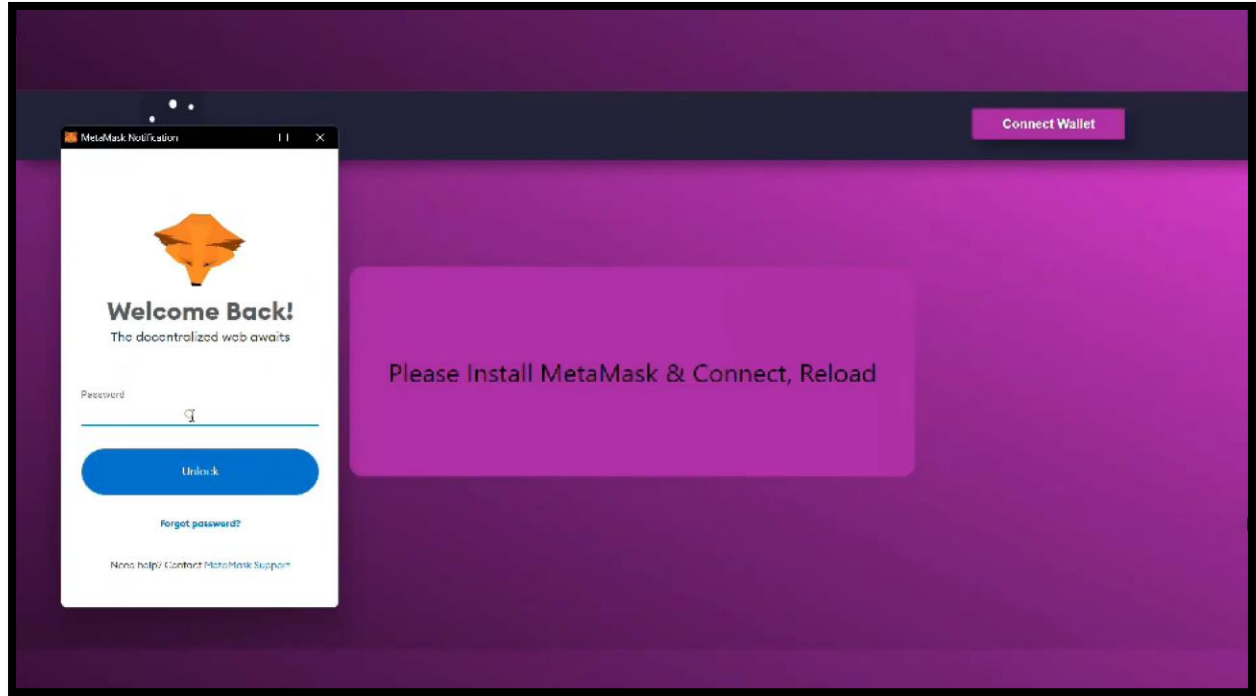 MetaMask Notification
Connect Wallet
Welcome Back!
The decentralized web awaits
Password
Unlock
Forgot password?
Need help? Contact MetaMask Support
Please Install MetaMask & Connect, Reload